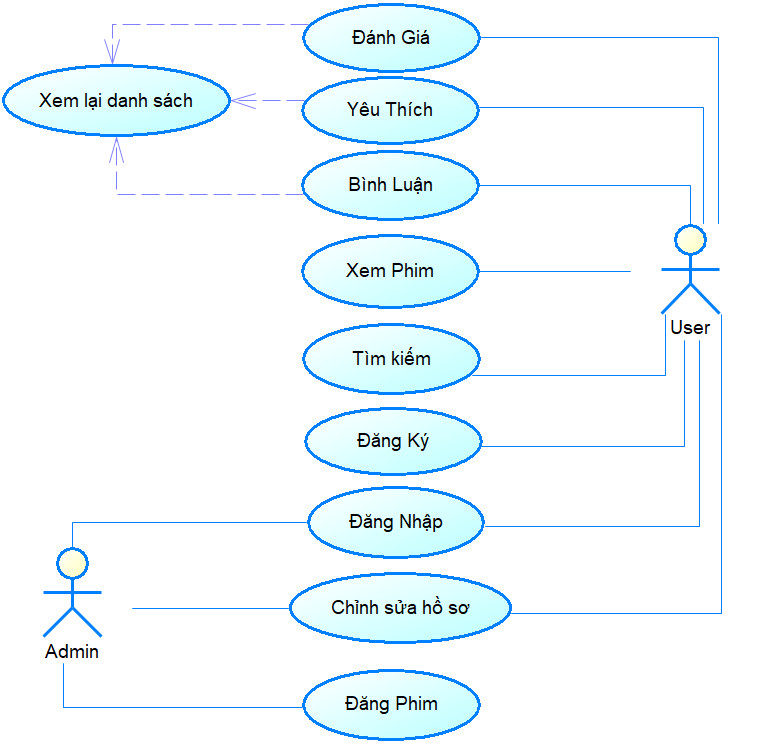 Đánh Giá
Xem lại danh sách
Yêu Thích
Bình Luận
Xem Phim
User
Tìm kiếm
Đăng Ký
Đăng Nhập
Chỉnh sửa hồ sơ
Admin
Đăng Phim